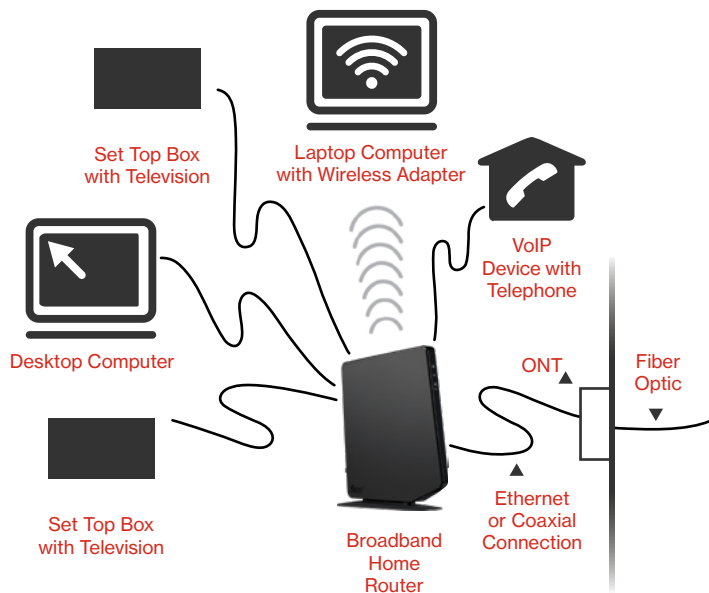 Set Top Box
with Television
Laptop Computer
with Wireless Adapter
VoIP
Device with
Telephone
Desktop Computer
ONT
Fiber
Optic
Set Top Box
with Television
Broadband
Home
Router
Ethernet
or Coaxial
Connection